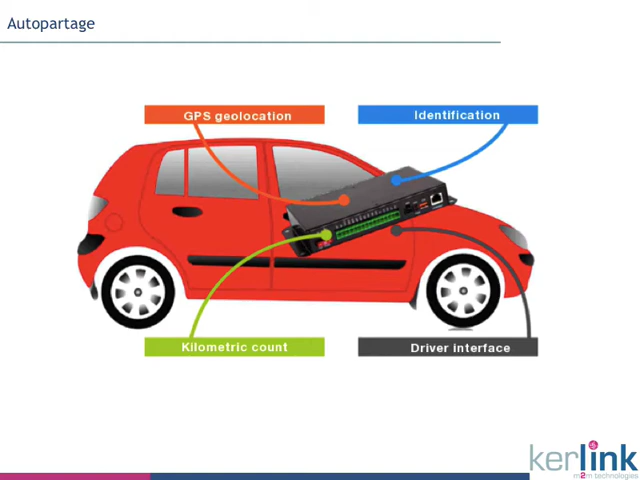 Autopartage
GPS geolocation
Identification
Kilometric count
Driver interface
kerlink
m2m technologies